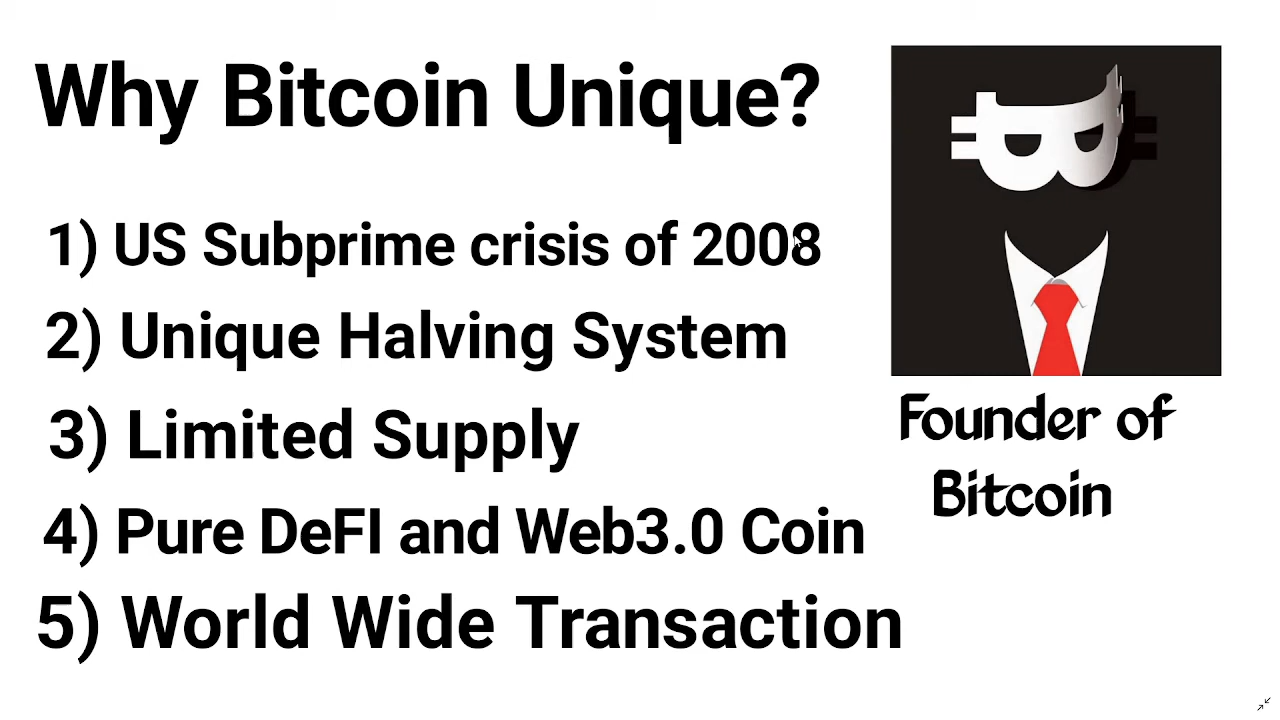 Why Bitcoin Unique?
1) US Subprime crisis of 2008
2) Unique Halving System
3) Limited Supply
4) Pure DeFI and Web3.0 Coin
5) World Wide Transaction
Founder of
Bitcoin